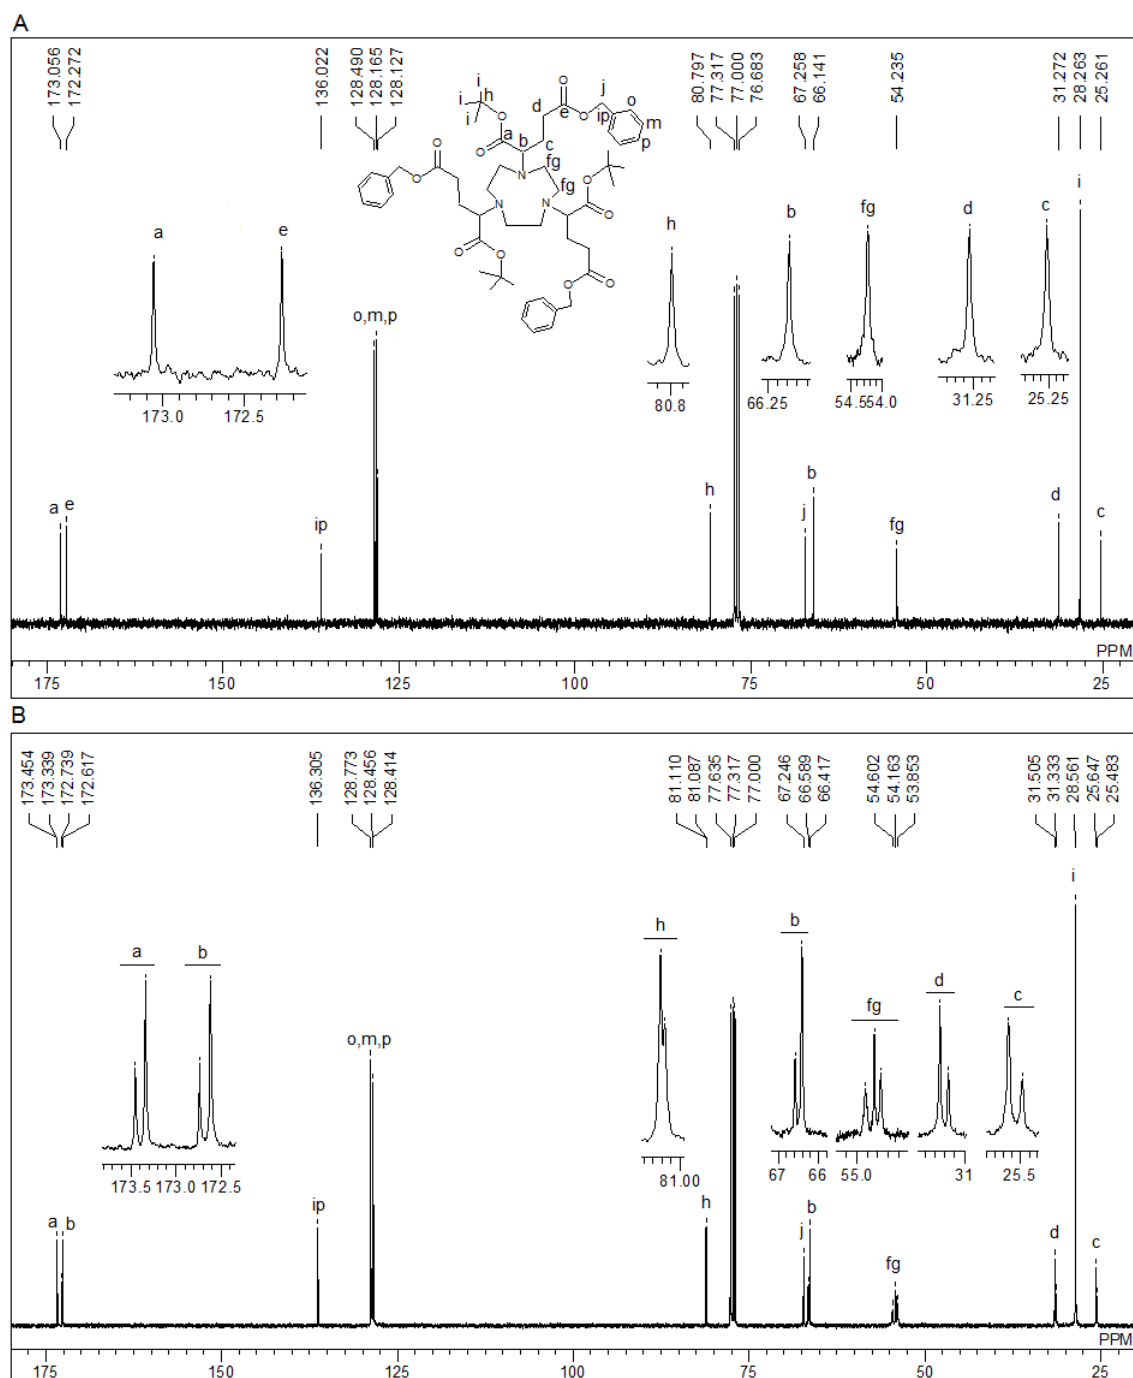 A
173.056
172.272
136.022
128.490
128.165
128.127
80.797
77.317
77.000
76.683
67.258
66.141
54.235
31.272
28.263
25.261
i
i h
i
O
a
O
b
c
d
O
e
O
j
ip
o
m
p
N
fg
fg
N
N
O
O
O
O
O
O
O
O
a
e
173.0 172.5
o,m,p
h
80.8
b
66.25
fg
54.554.0
d
31.25
c
25.25
i
a e
ip
h
j
b
fg
d
c
PPM
175 150 125 100 75 50 25
B
173.454
173.339
172.739
172.617
136.305
128.773
128.456
128.414
81.110
81.087
77.635
77.317
77.000
67.246
66.589
66.417
54.602
54.163
53.853
31.505
31.333
28.561
25.647
25.483
a b
173.5 173.0 172.5
o,m,p
h
81.00
b
67 66
fg
55.0
d
31
c
25.5
i
a b
ip
h
j
b
fg
d
c
PPM
175 150 125 100 75 50 25